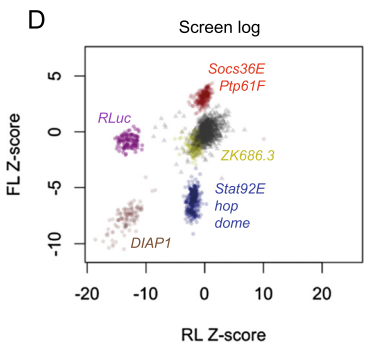 D
Screen log
FL Z-score
5
0
-5
-10
Socs36E
Ptp61F
RLuc
ZK686.3
Stat92E
hop
dome
DIAP1
-20
-10
0
10
20
RL Z-score